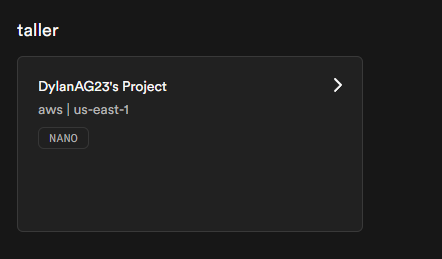 taller
DylanAG23's Project
aws | us-east-1
NANO